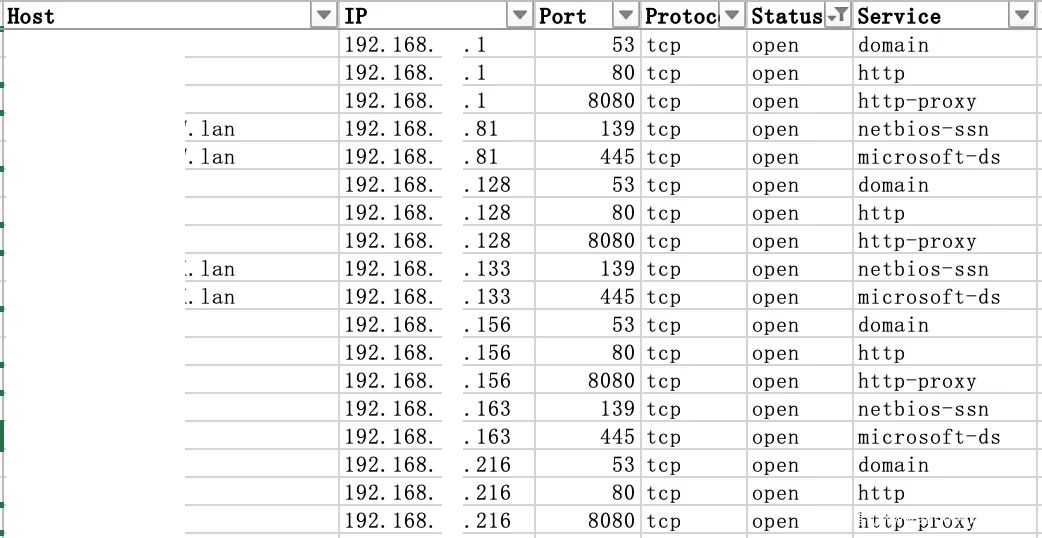 Host IP Port Protoc Status Service
192.168. .1 53 tcp open domain
192.168. .1 80 tcp open http
192.168. .1 8080 tcp open http-proxy
.lan 192.168. .81 139 tcp open netbios-ssn
.lan 192.168. .81 445 tcp open microsoft-ds
192.168. .128 53 tcp open domain
192.168. .128 80 tcp open http
192.168. .128 8080 tcp open http-proxy
.lan 192.168. .133 139 tcp open netbios-ssn
.lan 192.168. .133 445 tcp open microsoft-ds
192.168. .156 53 tcp open domain
192.168. .156 80 tcp open http
192.168. .156 8080 tcp open http-proxy
192.168. .163 139 tcp open netbios-ssn
192.168. .163 445 tcp open microsoft-ds
192.168. .216 53 tcp open domain
192.168. .216 80 tcp open http
192.168. .216 8080 tcp open http-proxy